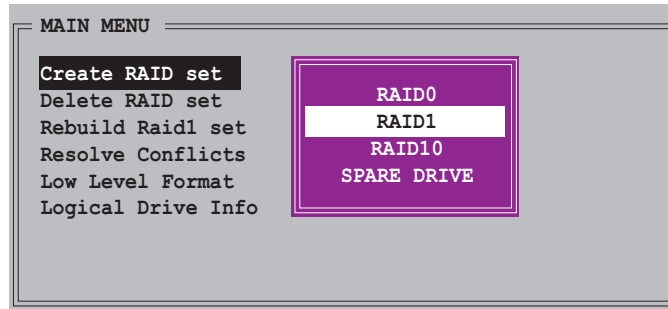 MAIN MENU
Create RAID set
Delete RAID set
Rebuild Raid1 set
Resolve Conflicts
Low Level Format
Logical Drive Info
RAID0
RAID1
RAID10
SPARE DRIVE